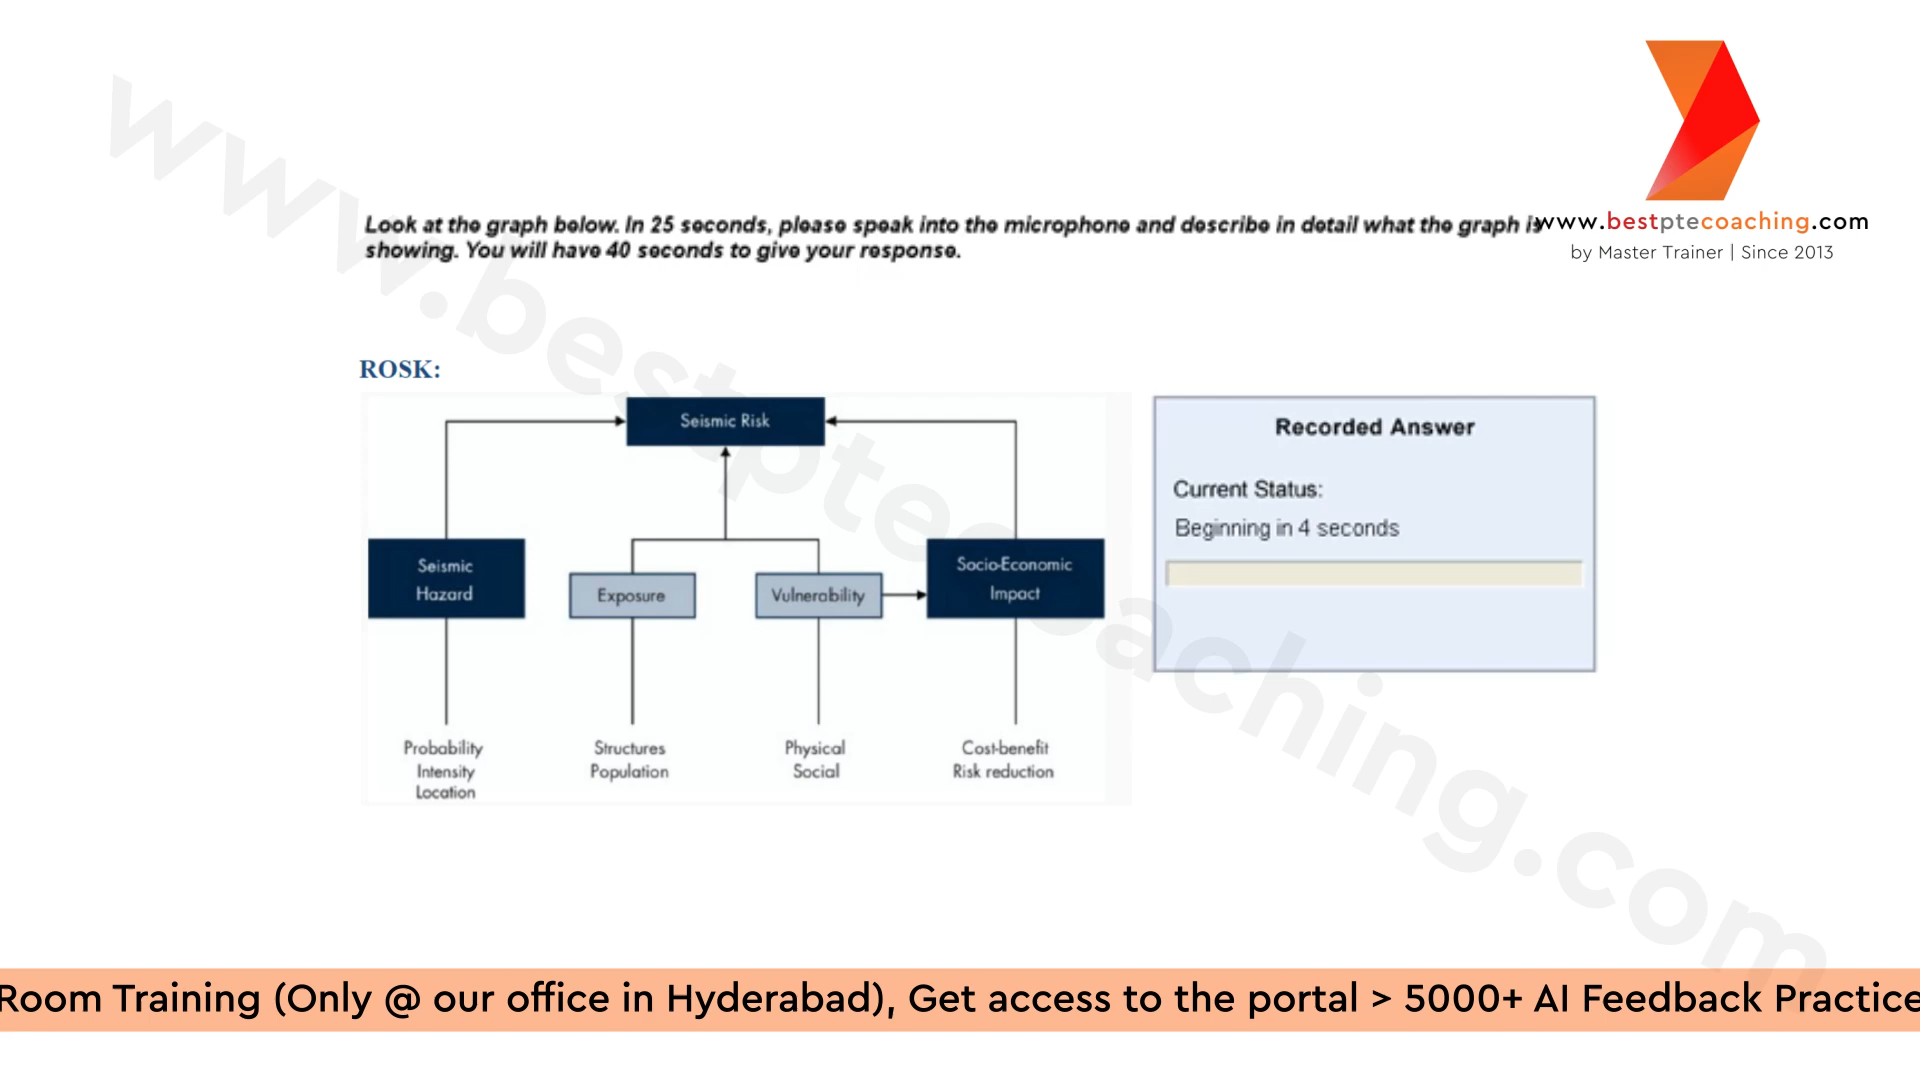 www.bestptecoaching.com
Look at the graph below. In 25 seconds, please speak into the microphone and describe in detail what the graph is
showing. You will have 40 seconds to give your response.
www.bestptecoaching.com
by Master Trainer | Since 2013
ROSK:
Seismic Risk
Seismic
Hazard
Exposure
Vulnerability
Socio-Economic
Impact
Probability
Intensity
Location
Structures
Population
Physical
Social
Cost-benefit
Risk reduction
Recorded Answer
Current Status:
Beginning in 4 seconds
Room Training (Only @ our office in Hyderabad), Get access to the portal > 5000+ AI Feedback Practice